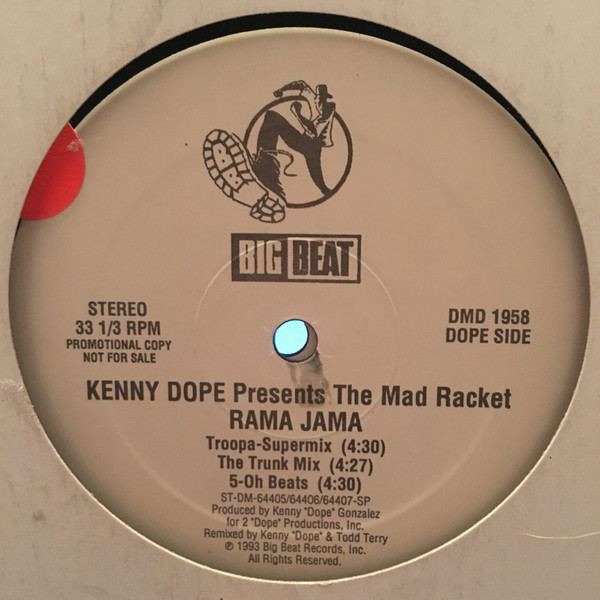 BIG BEAT
STEREO
33 1/3 RPM
PROMOTIONAL COPY
NOT FOR SALE
DMD 1958
DOPE SIDE
KENNY DOPE Presents The Mad Racket
RAMA JAMA
Troopa-Supermix (4:30)
The Trunk Mix (4:27)
5-Oh Beats (4:30)
ST-DM-64405/64406/64407-SP
Produced by Kenny "Dope" Gonzalez
for 2 "Dope" Productions, Inc.
Remixed by Kenny "Dope" & Todd Terry
℗ 1993 Big Beat Records, Inc.
All Rights Reserved.